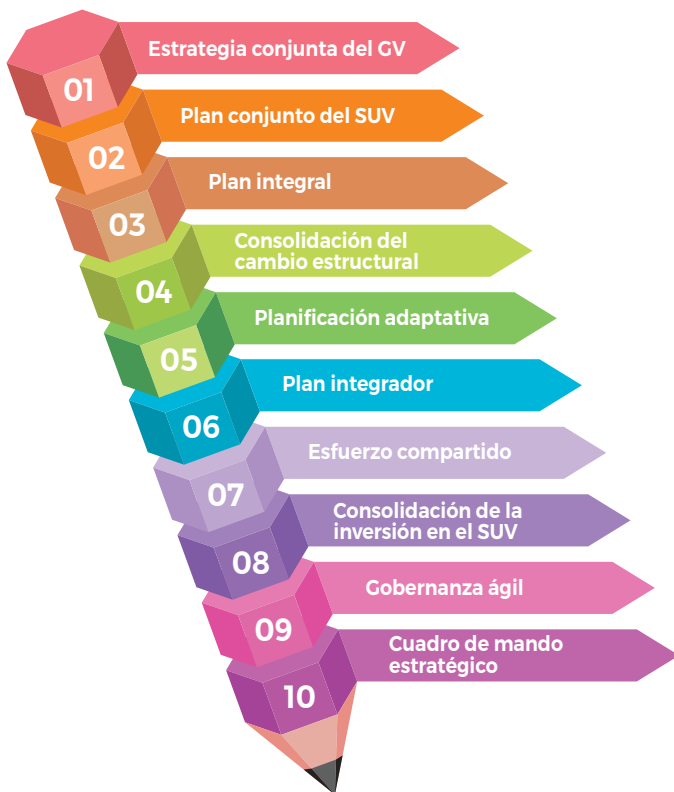 01
Estrategia conjunta del GV
02
Plan conjunto del SUV
03
Plan integral
04
Consolidación del
cambio estructural
05
Planificación adaptativa
06
Plan integrador
07
Esfuerzo compartido
08
Consolidación de la
inversión en el SUV
09
Gobernanza ágil
10
Cuadro de mando
estratégico